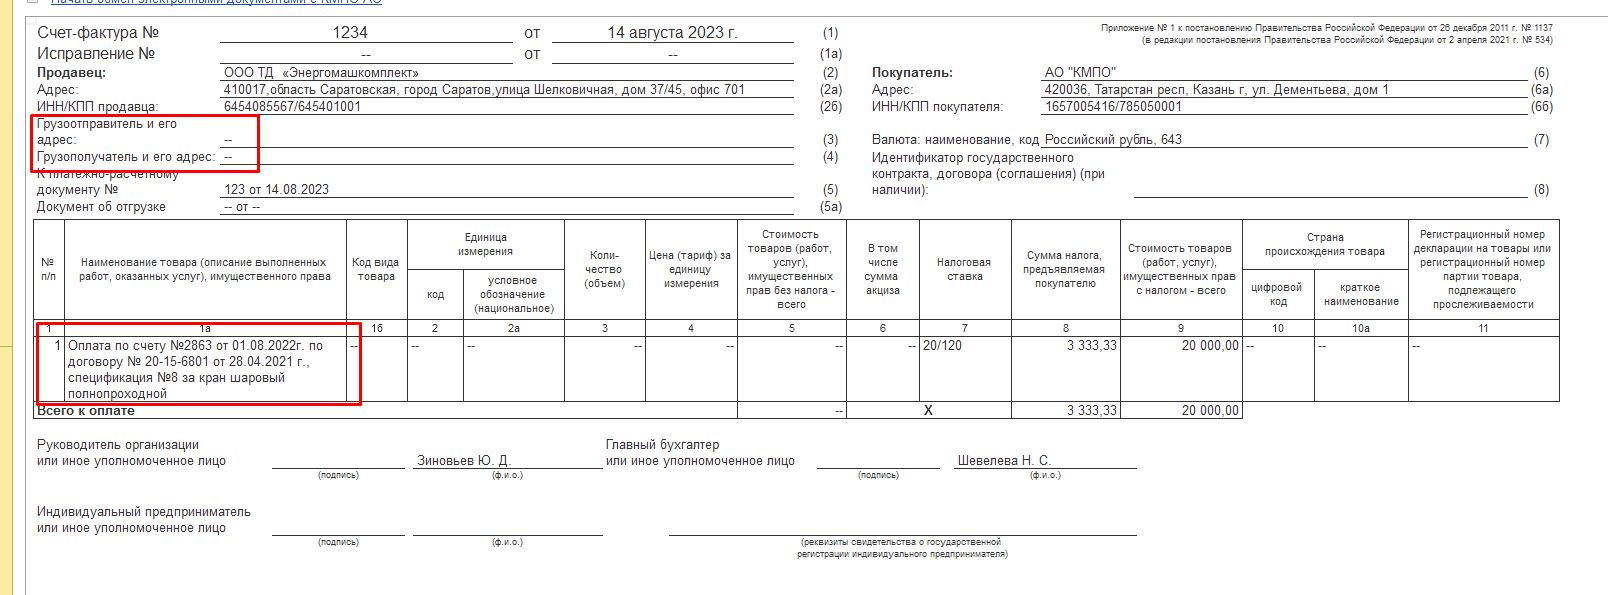 Начать обмен электронными документами с КМПО АО
Счет-фактура № 1234 от 14 августа 2023 г. (1)
Исправление № -- от -- (1а)
Приложение № 1 к постановлению Правительства Российской Федерации от 26 декабря 2011 г. № 1137
(в редакции постановления Правительства Российской Федерации от 2 апреля 2021 г. № 534)
Продавец: ООО ТД «Энергомашкомплект» (2)
Адрес: 410017,область Саратовская, город Саратов,улица Шелковичная, дом 37/45, офис 701 (2а)
ИНН/КПП продавца: 6454085567/645401001 (2б)
Грузоотправитель и его
адрес: -- (3)
Грузополучатель и его адрес: -- (4)
К платежно-расчетному
документу № 123 от 14.08.2023 (5)
Документ об отгрузке -- от -- (5а)
Покупатель: АО "КМПО" (6)
Адрес: 420036, Татарстан респ, Казань г, ул. Дементьева, дом 1 (6а)
ИНН/КПП покупателя: 1657005416/785050001 (6б)
Валюта: наименование, код Российский рубль, 643 (7)
Идентификатор государственного
контракта, договора (соглашения) (при
наличии): (8)
№
п/п
Наименование товара (описание выполненных
работ, оказанных услуг), имущественного права
Код вида
товара
Единица
измерения
код
условное
обозначение
(национальное)
Коли-
чество
(объем)
Цена (тариф) за
единицу
измерения
Стоимость
товаров (работ,
услуг),
имущественных
прав без налога -
всего
В том
числе
сумма
акциза
Налоговая
ставка
Сумма налога,
предъявляемая
покупателю
Стоимость товаров
(работ, услуг),
имущественных прав
с налогом - всего
Страна
происхождения товара
цифровой
код
краткое
наименование
Регистрационный номер
декларации на товары или
регистрационный номер
партии товара,
подлежащего
прослеживаемости
1 1а 1б 2 2а 3 4 5 6 7 8 9 10 10а 11
1 Оплата по счету №2863 от 01.08.2022г. по -- -- -- -- -- -- -- 20/120 3 333,33 20 000,00 -- -- --
договору № 20-15-6801 от 28.04.2021 г.,
спецификация №8 за кран шаровый
полнопроходной
Всего к оплате -- Х 3 333,33 20 000,00
Руководитель организации
или иное уполномоченное лицо Зиновьев Ю. Д.
(подпись) (ф.и.о.)
Главный бухгалтер
или иное уполномоченное лицо Шевелева Н. С.
(подпись) (ф.и.о.)
Индивидуальный предприниматель
или иное уполномоченное лицо
(подпись) (ф.и.о.)
(реквизиты свидетельства о государственной
регистрации индивидуального предпринимателя)